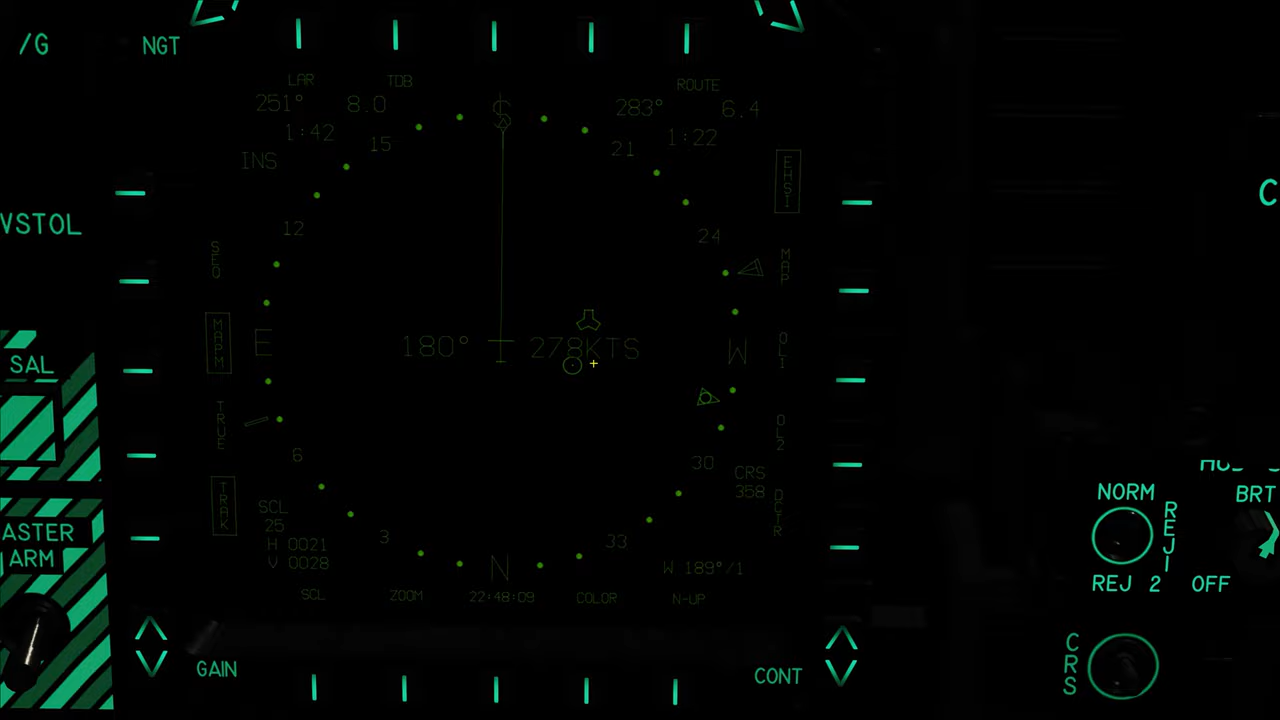 /G
NGT
LAR
TDB
ROUTE
251° 8.0
283° 6.4
1:42
1:22
S
15
21
INS
EHSI
VSTOL
12
24
SEQ
MAP
MAPM
E
180°
278KTS
W
OL1
SAL
TRUE
OL2
6
30
CRS
358
TRAK
DCTR
SCL
25
H 0021
V 0028
3
33
N
W 189°/1
SCL
ZOOM
22:48:09
COLOR
N-UP
ASTER
ARM
GAIN
CONT
C
BRT
NORM
REJ 1
REJ 2
OFF
CRS